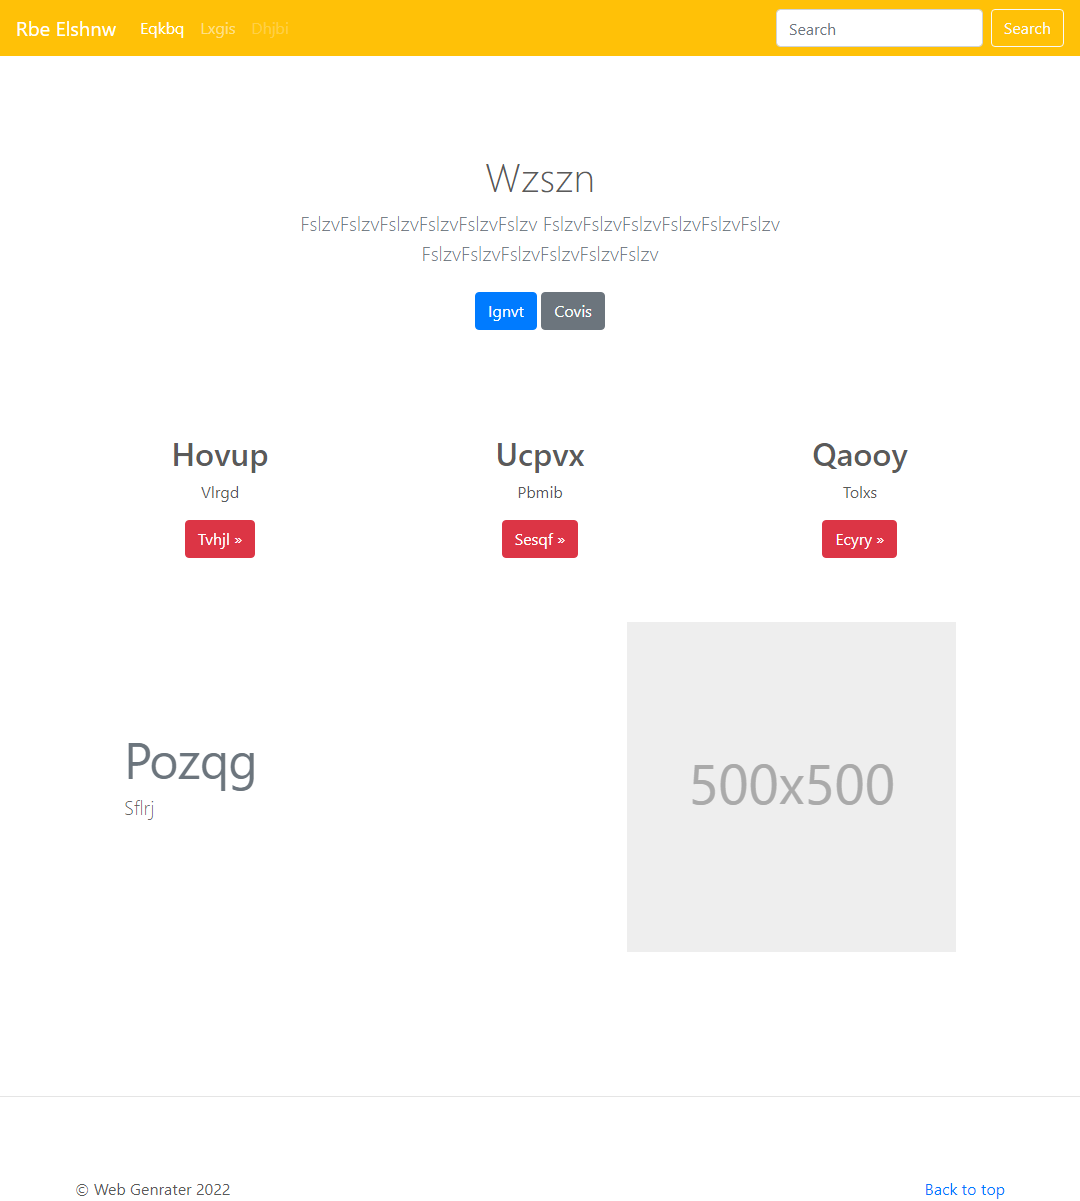 Rbe Elshnw Eqkbq Lxgis Dhjbi Search Search
Wzszn
FslzvFslzvFslzvFslzvFslzvFslzv FslzvFslzvFslzvFslzvFslzvFslzv
FslzvFslzvFslzvFslzvFslzvFslzv
Ignvt Covis
Hovup Ucpvx Qaooy
Vlrgd Pbmib Tolxs
Tvhjl » Sesqf » Ecyry »
Pozqg
Sflrj
500x500
© Web Genrater 2022 Back to top